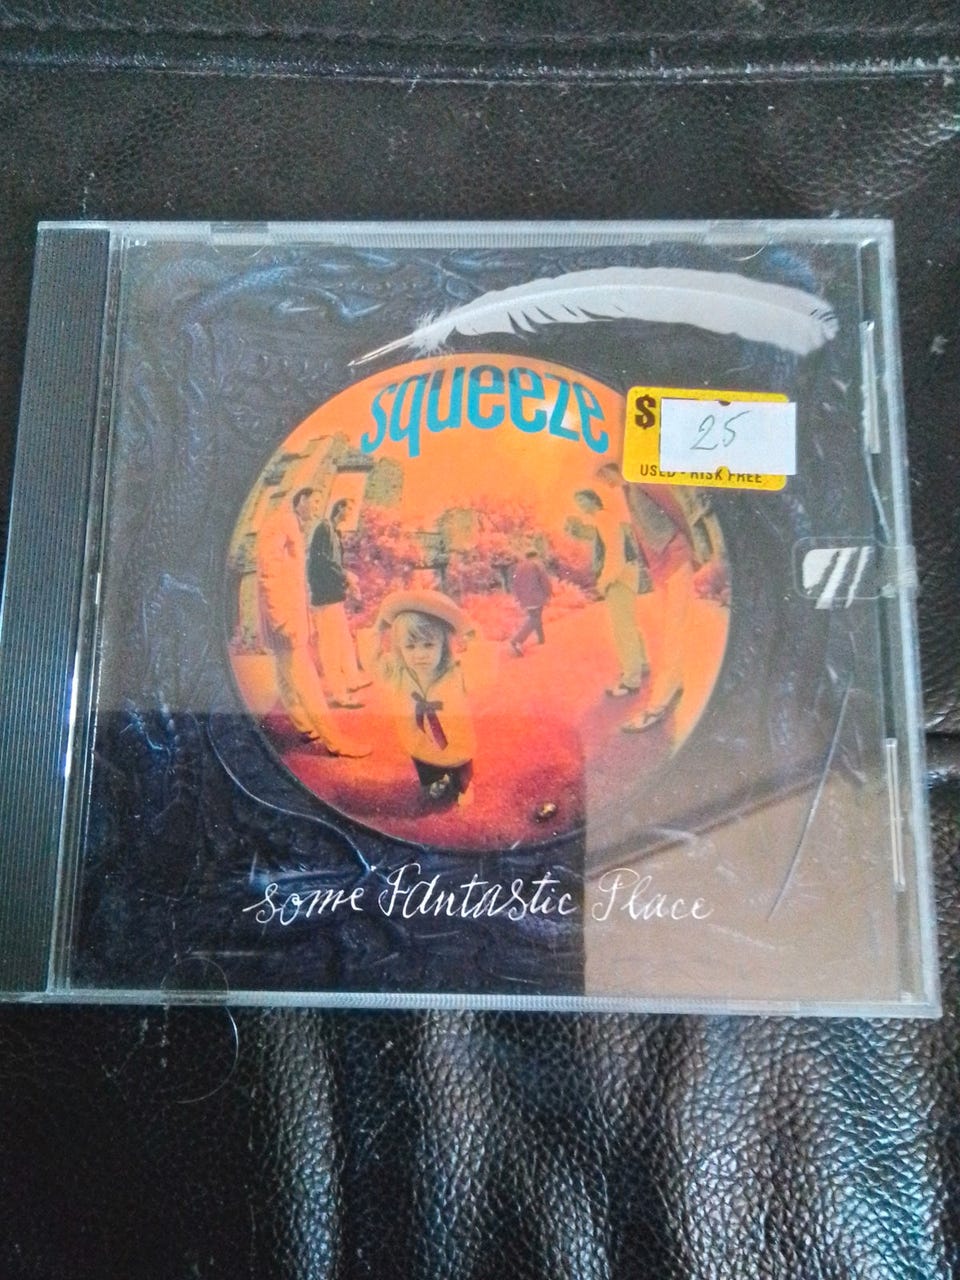 squeeze
$
25
USED • RISK FREE
some Fantastic Place